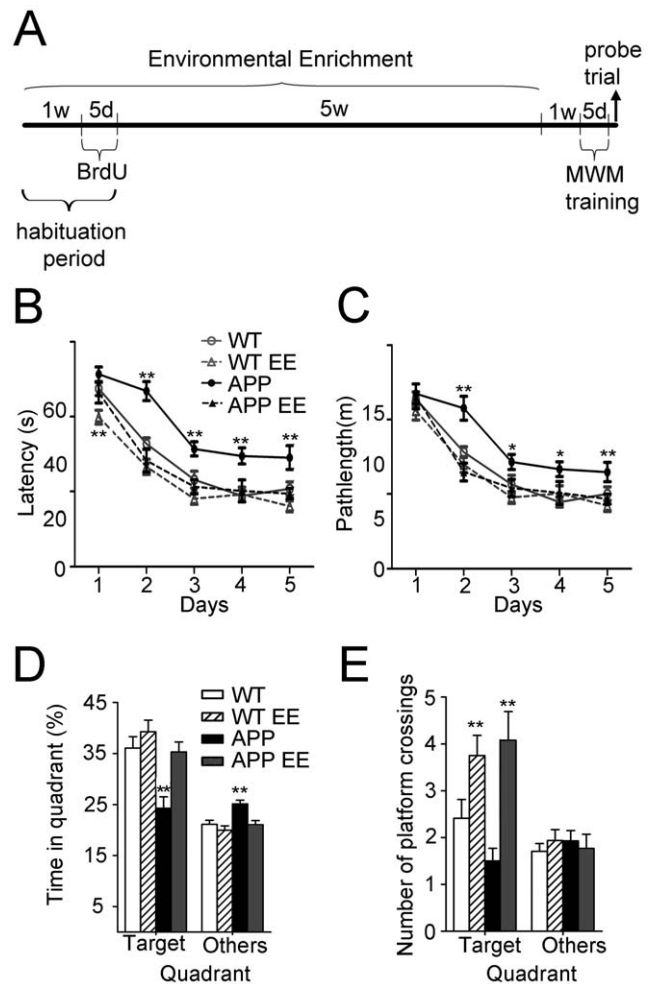 A
Environmental Enrichment
probe
trial
1w 5d 5w 1w 5d
BrdU
MWM
training
habituation
period
B
Latency (s)
60
40
20
0
WT
WT EE
APP
APP EE
** ** ** ** **
1 2 3 4 5
Days
C
Pathlength(m)
15
10
5
0
** * * **
1 2 3 4 5
Days
D
Time in quadrant (%)
45
35
25
15
5
WT
WT EE
APP
APP EE
** **
Target Others
Quadrant
E
Number of platform crossings
5
4
3
2
1
0
** **
Target Others
Quadrant